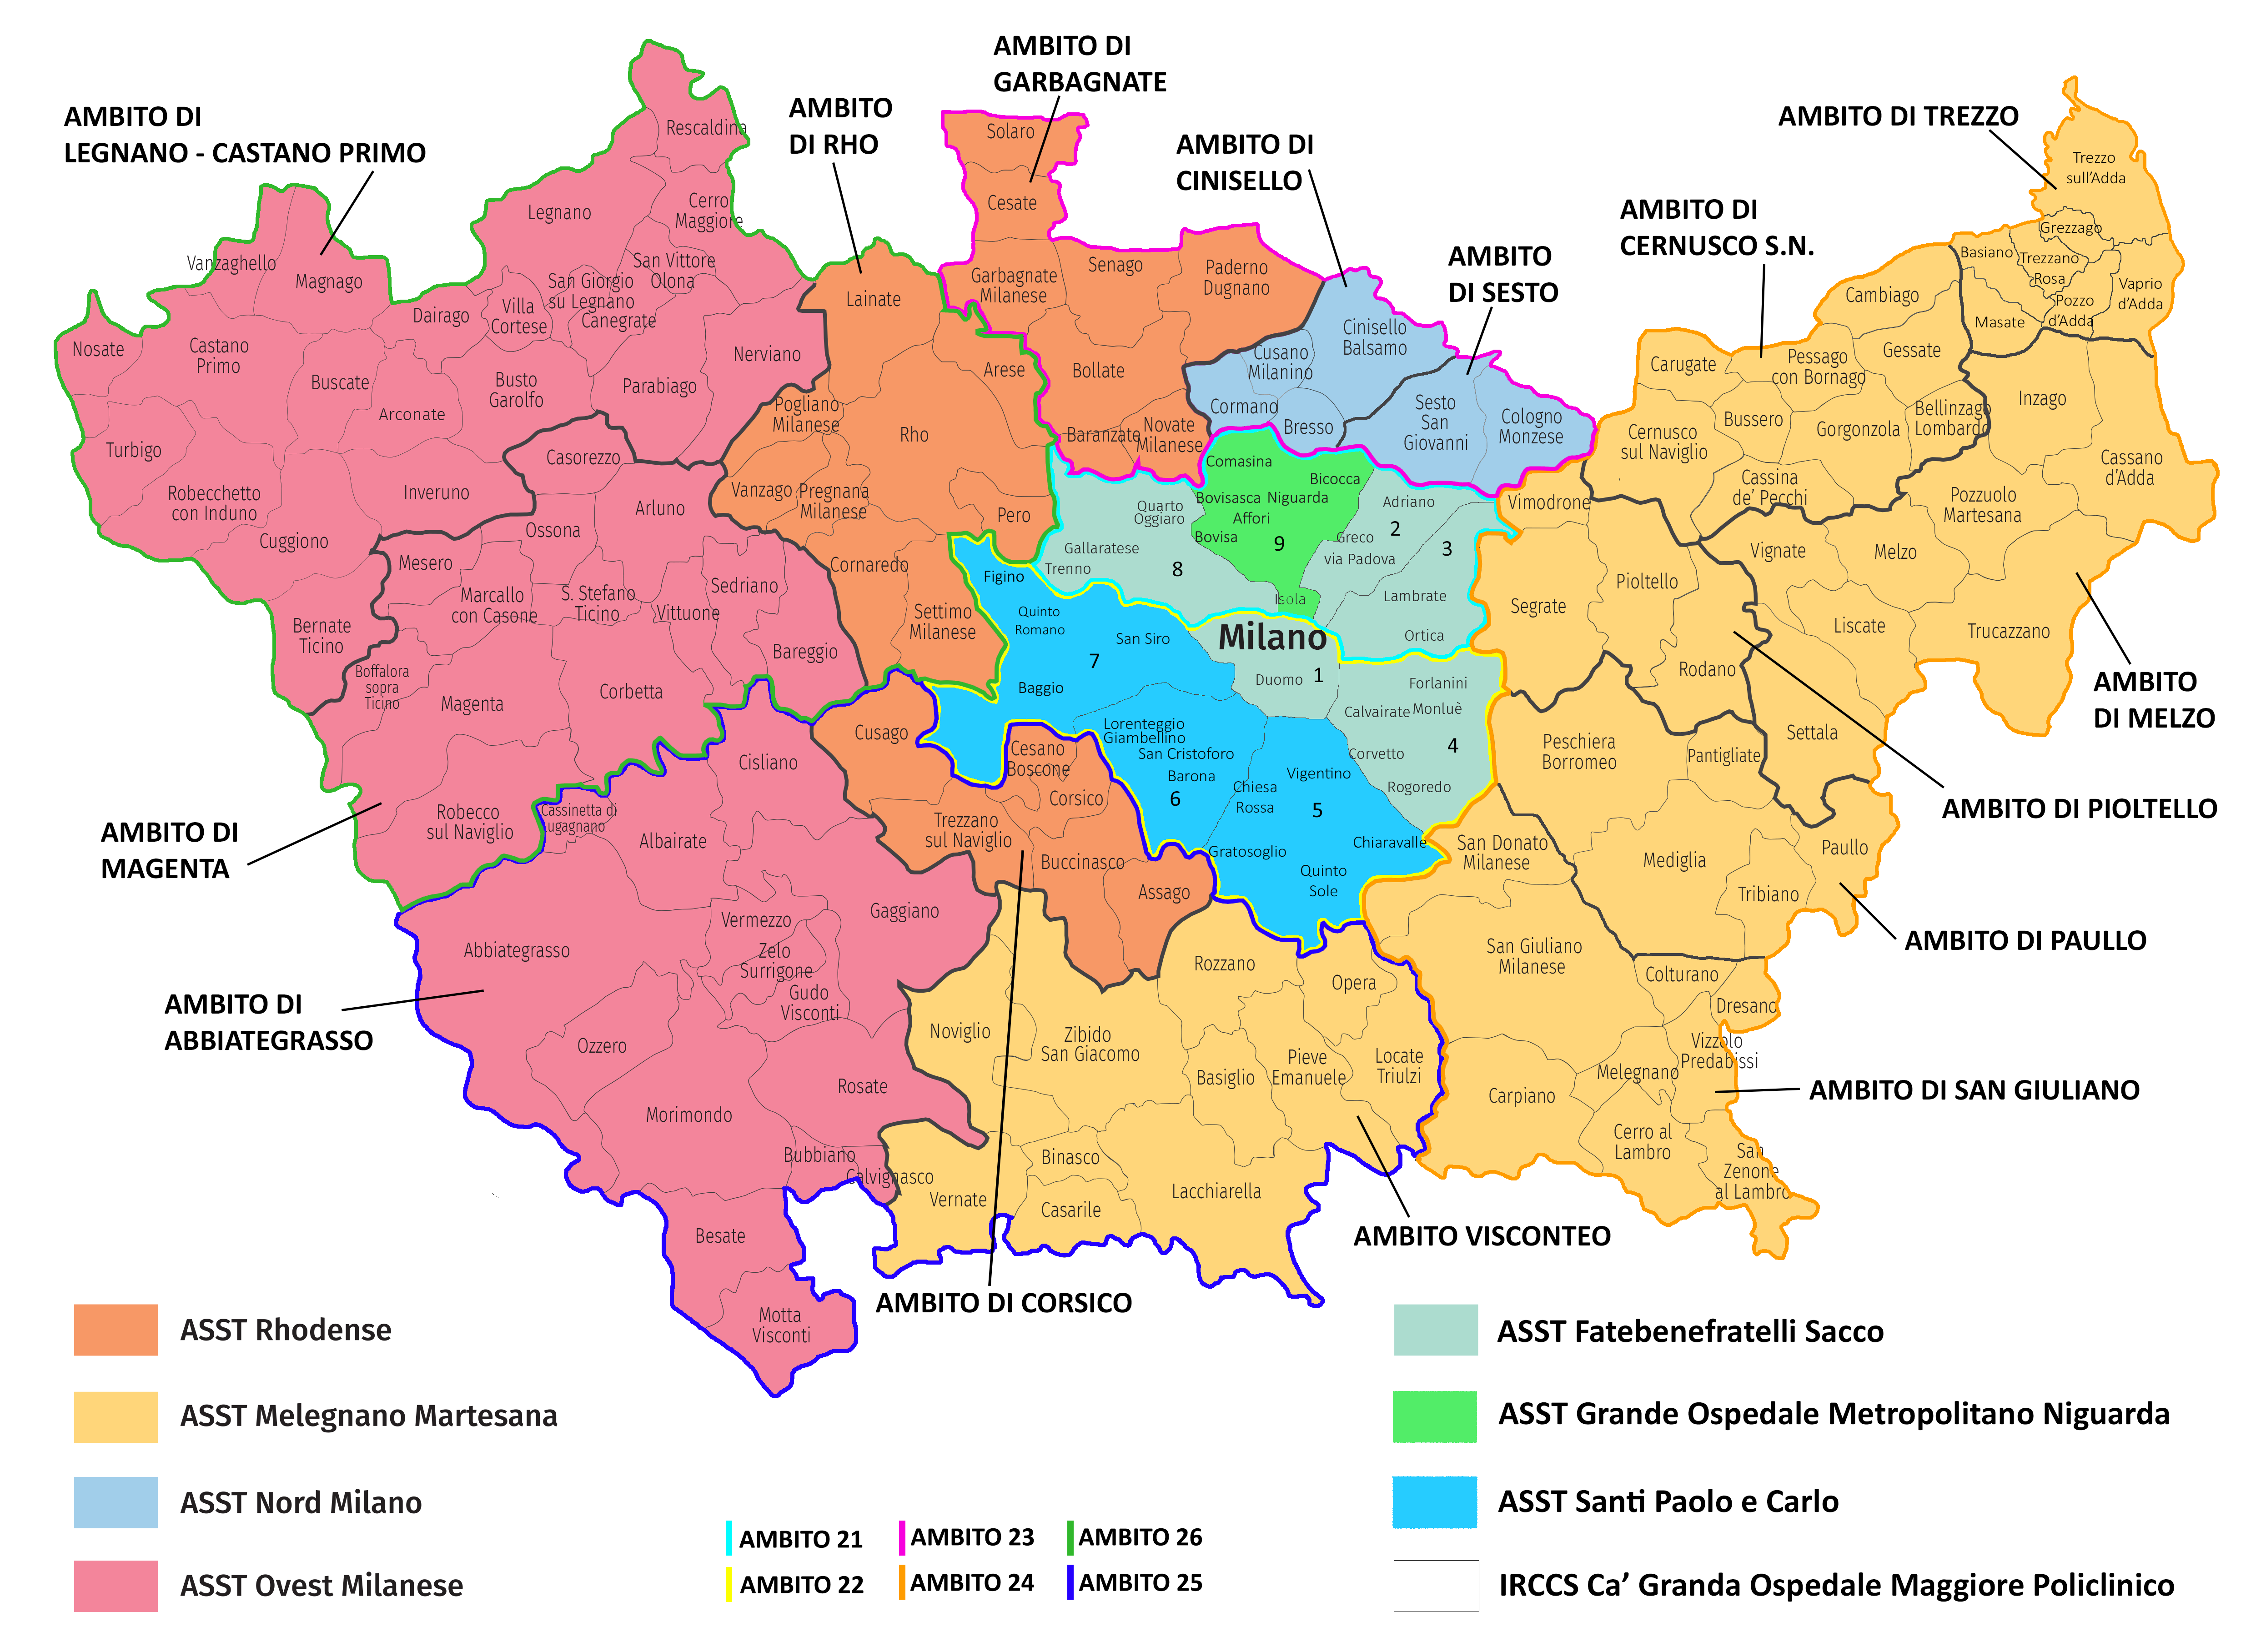 AMBITO DI
LEGNANO - CASTANO PRIMO
AMBITO
DI RHO
AMBITO DI
GARBAGNATE
AMBITO DI
CINISELLO
AMBITO
DI SESTO
AMBITO DI
CERNUSCO S.N.
AMBITO DI TREZZO
Rescaldina
Legnano
Cerro
Maggiore
Vanzaghello
Magnago
San Vittore
Olona
San Giorgio
su Legnano
Canegrate
Villa
Cortese
Dairago
Nosate
Castano
Primo
Buscate
Arconate
Busto
Garolfo
Parabiago
Nerviano
Turbigo
Robecchetto
con Induno
Inveruno
Casorezzo
Cuggiono
Ossona
Arluno
Mesero
Marcallo
con Casone
S. Stefano
Ticino
Vittuone
Sedriano
Bernate
Ticino
Boffalora
sopra
Ticino
Magenta
Corbetta
Bareggio
Robecco
sul Naviglio
Cassinetta di
Lugagnano
Cisliano
Albairate
Abbiategrasso
Vermezzo
Zelo
Surrigone
Gudo
Visconti
Gaggiano
Ozzero
Morimondo
Rosate
Bubbiano
Calvignasco
Besate
Motta
Visconti
Solaro
Cesate
Garbagnate
Milanese
Senago
Paderno
Dugnano
Lainate
Arese
Bollate
Baranzate
Novate
Milanese
Pogliano
Milanese
Rho
Vanzago
Pregnana
Milanese
Pero
Cornaredo
Settimo
Milanese
Cusago
Cesano
Boscone
Corsico
Trezzano
sul Naviglio
Buccinasco
Assago
Cinisello
Balsamo
Cusano
Milanino
Cormano
Bresso
Sesto
San
Giovanni
Cologno
Monzese
Comasina
Bicocca
Bovisasca
Niguarda
Affori
Bovisa
9
Isola
Quarto
Oggiaro
Gallaratese
Trenno
8
Adriano
2
Greco
via Padova
3
Lambrate
Ortica
Milano
Duomo
1
Figino
Quinto
Romano
San Siro
7
Baggio
Lorenteggio
Giambellino
San Cristoforo
Barona
6
Chiesa
Rossa
Vigentino
5
Gratosoglio
Chiaravalle
Quinto
Sole
Forlanini
Calvairate
Monluè
Corvetto
4
Rogoredo
Trezzo
sull'Adda
Grezzago
Basiano
Trezzano
Rosa
Pozzo
d'Adda
Vaprio
d'Adda
Masate
Cambiago
Carugate
Pessago
con Bornago
Gessate
Inzago
Bussero
Gorgonzola
Bellinzago
Lombardo
Cernusco
sul Naviglio
Cassina
de' Pecchi
Cassano
d'Adda
Pozzuolo
Martesana
Vimodrone
Vignate
Melzo
Segrate
Pioltello
Liscate
Trucazzano
Rodano
Settala
Peschiera
Borromeo
Pantigliate
Paullo
San Donato
Milanese
Mediglia
Tribiano
San Giuliano
Milanese
Colturano
Dresano
Vizzolo
Predabissi
Melegnano
Carpiano
Cerro al
Lambro
San
Zenone
al Lambro
Rozzano
Opera
Noviglio
Zibido
San Giacomo
Basiglio
Pieve
Emanuele
Locate
Triulzi
Binasco
Casarile
Vernate
Lacchiarella
AMBITO DI
MAGENTA
AMBITO DI
ABBIATEGRASSO
AMBITO DI CORSICO
AMBITO VISCONTEO
AMBITO
DI MELZO
AMBITO DI PIOLTELLO
AMBITO DI PAULLO
AMBITO DI SAN GIULIANO
ASST Rhodense
ASST Melegnano Martesana
ASST Nord Milano
ASST Ovest Milanese
AMBITO 21
AMBITO 22
AMBITO 23
AMBITO 24
AMBITO 26
AMBITO 25
ASST Fatebenefratelli Sacco
ASST Grande Ospedale Metropolitano Niguarda
ASST Santi Paolo e Carlo
IRCCS Ca' Granda Ospedale Maggiore Policlinico